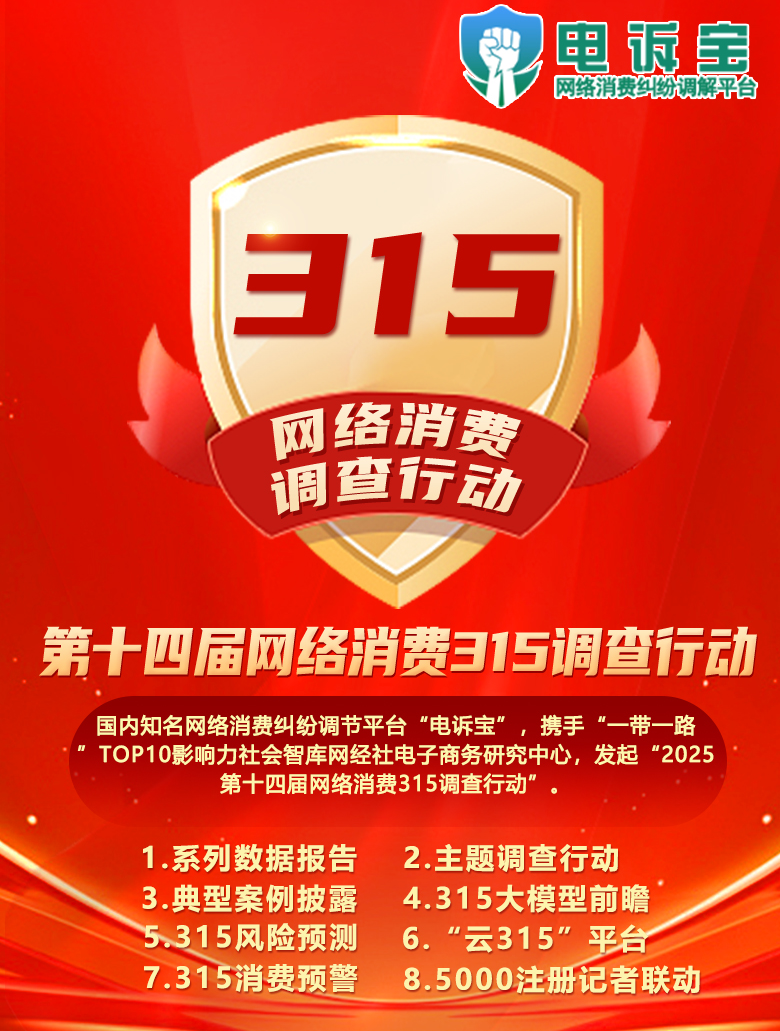 电诉宝
网络消费纠纷调解平台
315
网络消费
调查行动
第十四届网络消费315调查行动
国内知名网络消费纠纷调节平台“电诉宝”，携手“一带一路
”TOP10影响力社会智库网经社电子商务研究中心，发起“2025
第十四届网络消费315调查行动”。
1.系列数据报告 2.主题调查行动
3.典型案例披露 4.315大模型前瞻
5.315风险预测 6.“云315”平台
7.315消费预警 8.5000注册记者联动